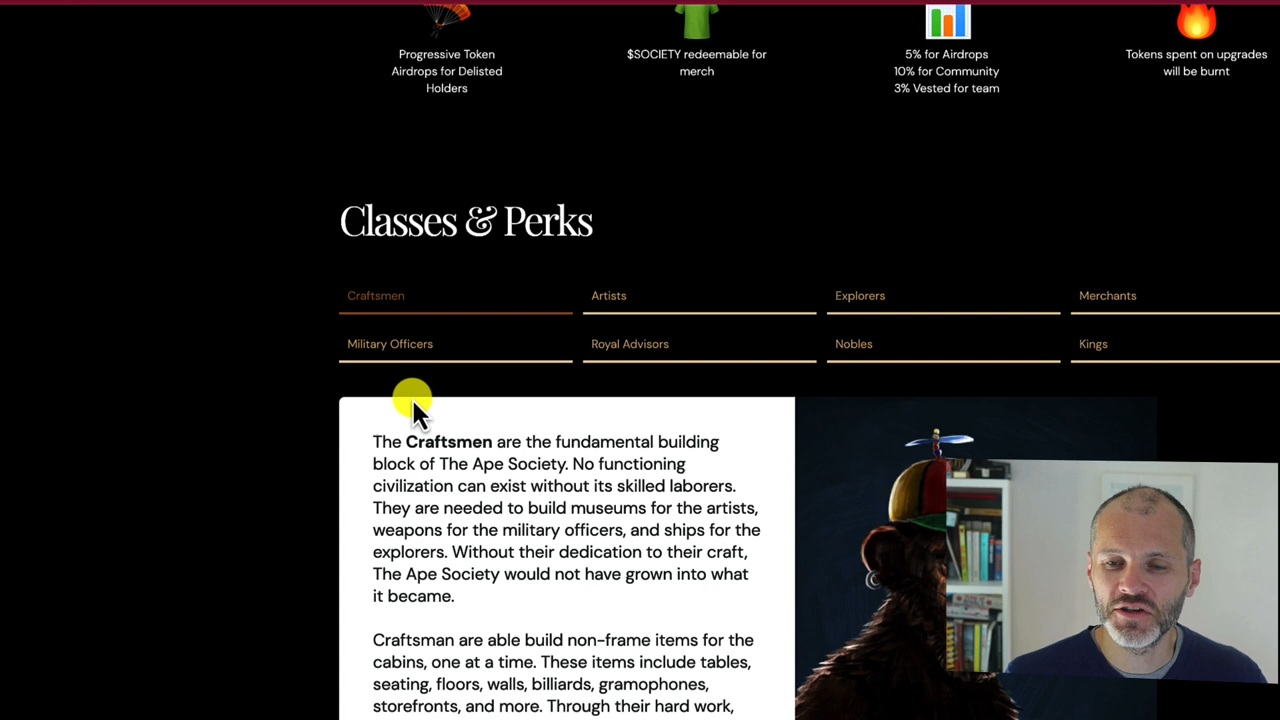 Progressive Token
Airdrops for Delisted
Holders
$SOCIETY redeemable for
merch
5% for Airdrops
10% for Community
3% Vested for team
Tokens spent on upgrades
will be burnt
Classes & Perks
Craftsmen
Artists
Explorers
Merchants
Military Officers
Royal Advisors
Nobles
Kings
The Craftsmen are the fundamental building
block of The Ape Society. No functioning
civilization can exist without its skilled laborers.
They are needed to build museums for the artists,
weapons for the military officers, and ships for the
explorers. Without their dedication to their craft,
The Ape Society would not have grown into what
it became.
Craftsman are able build non-frame items for the
cabins, one at a time. These items include tables,
seating, floors, walls, billiards, gramophones,
storefronts, and more. Through their hard work,